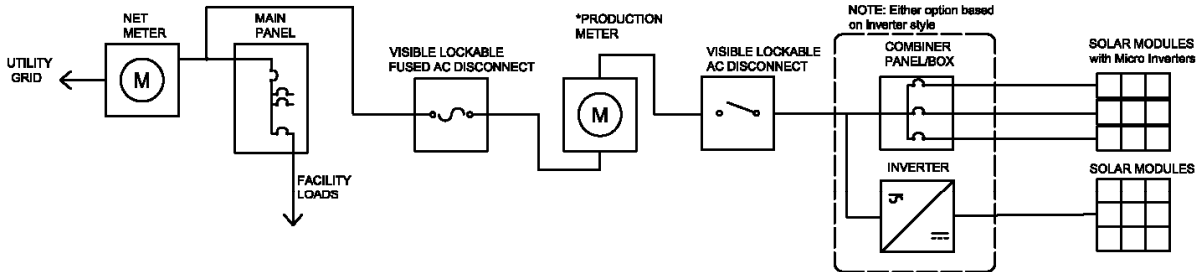 NET
METER
MAIN
PANEL
UTILITY
GRID
M
FACILITY
LOADS
VISIBLE LOCKABLE
FUSED AC DISCONNECT
*PRODUCTION
METER
M
VISIBLE LOCKABLE
AC DISCONNECT
NOTE: Either option based
on Inverter style
COMBINER
PANEL/BOX
INVERTER
SOLAR MODULES
with Micro Inverters
SOLAR MODULES